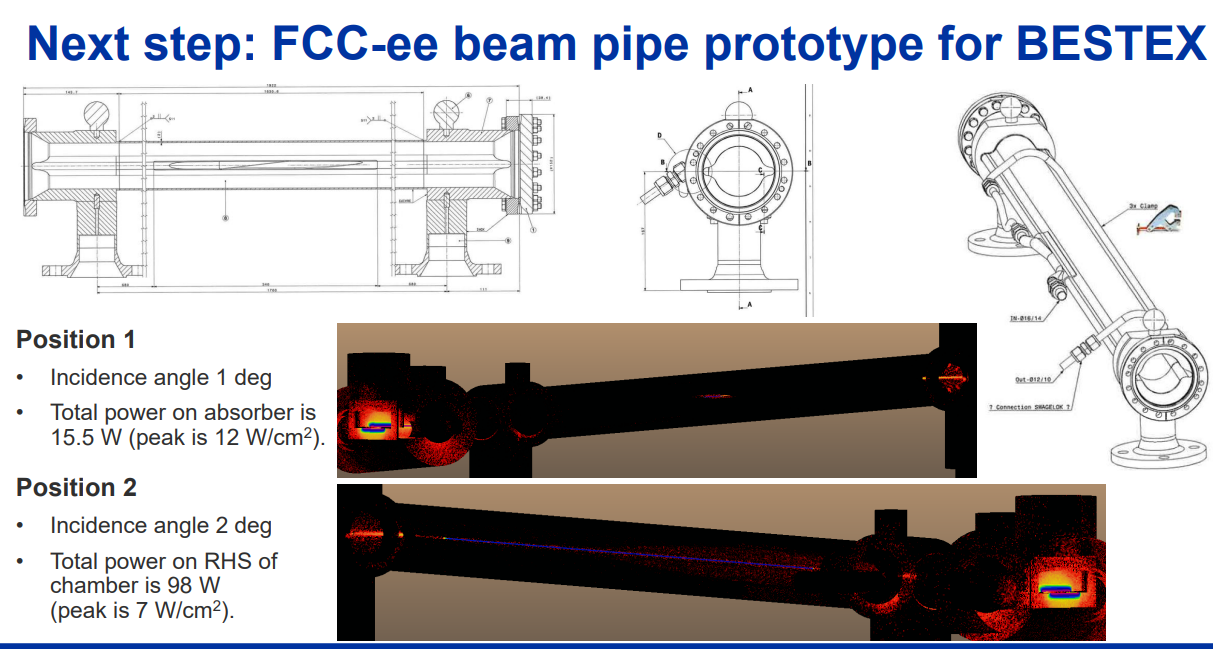 Next step: FCC-ee beam pipe prototype for BESTEX
A
D
B
B
C
C
A
3x Clamp
IN-Ø16/14
Out-Ø12/10
? Connection SWAGELOK ?
Position 1
• Incidence angle 1 deg
• Total power on absorber is
15.5 W (peak is 12 W/cm²).
Position 2
• Incidence angle 2 deg
• Total power on RHS of
chamber is 98 W
(peak is 7 W/cm²).